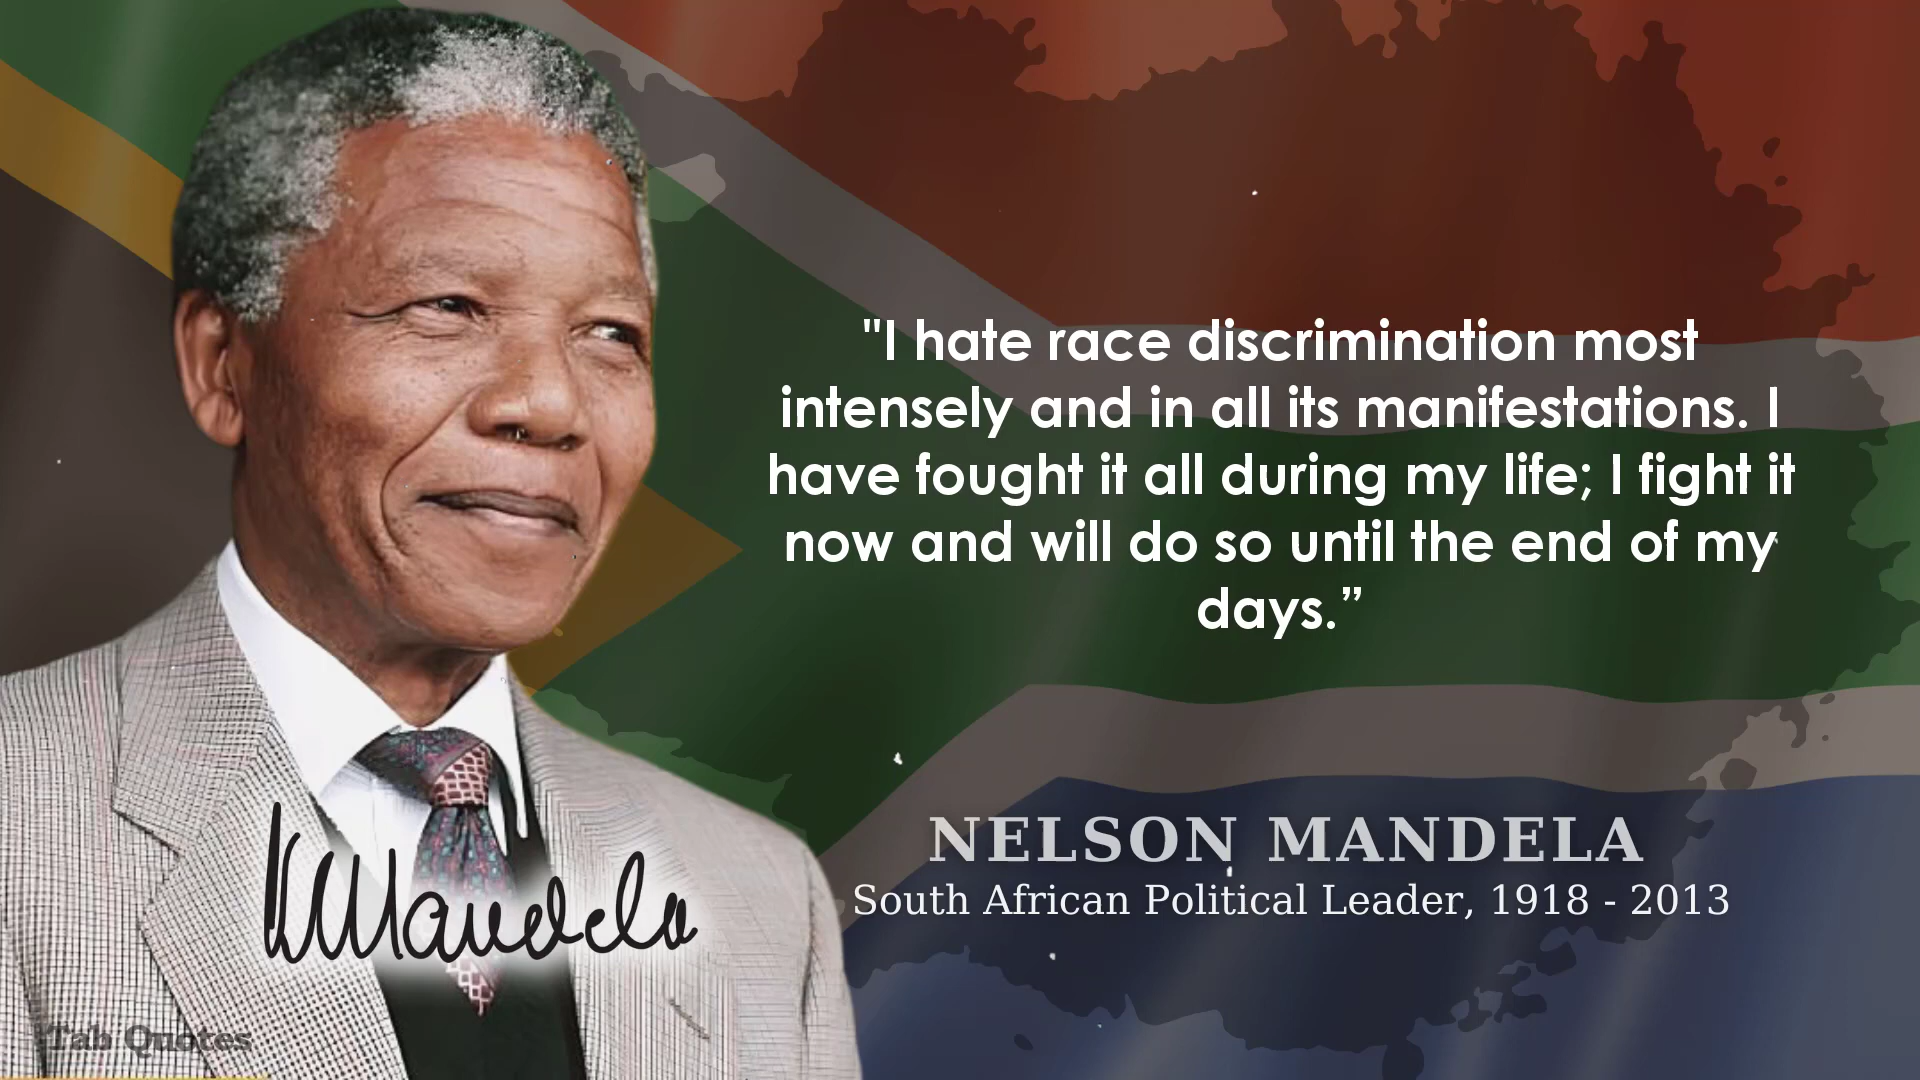 "I hate race discrimination most
intensely and in all its manifestations. I
have fought it all during my life; I fight it
now and will do so until the end of my
days.”
NELSON MANDELA
South African Political Leader, 1918 - 2013
NMandela
Tab Quotes